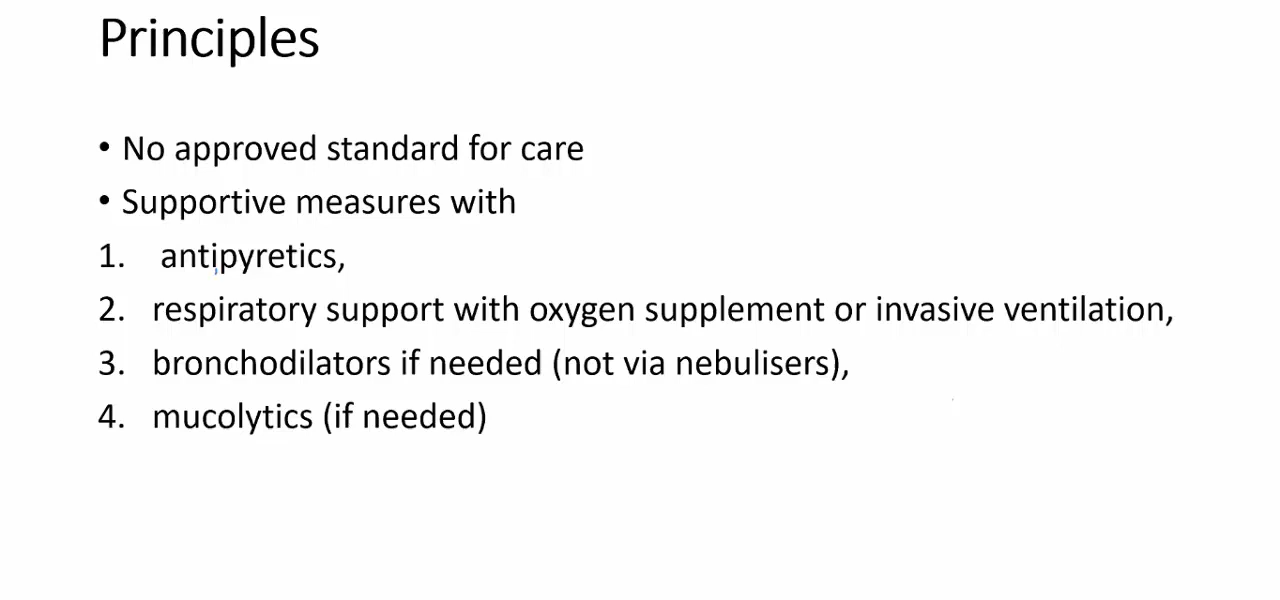 Principles
• No approved standard for care
• Supportive measures with
1. antipyretics,
2. respiratory support with oxygen supplement or invasive ventilation,
3. bronchodilators if needed (not via nebulisers),
4. mucolytics (if needed)